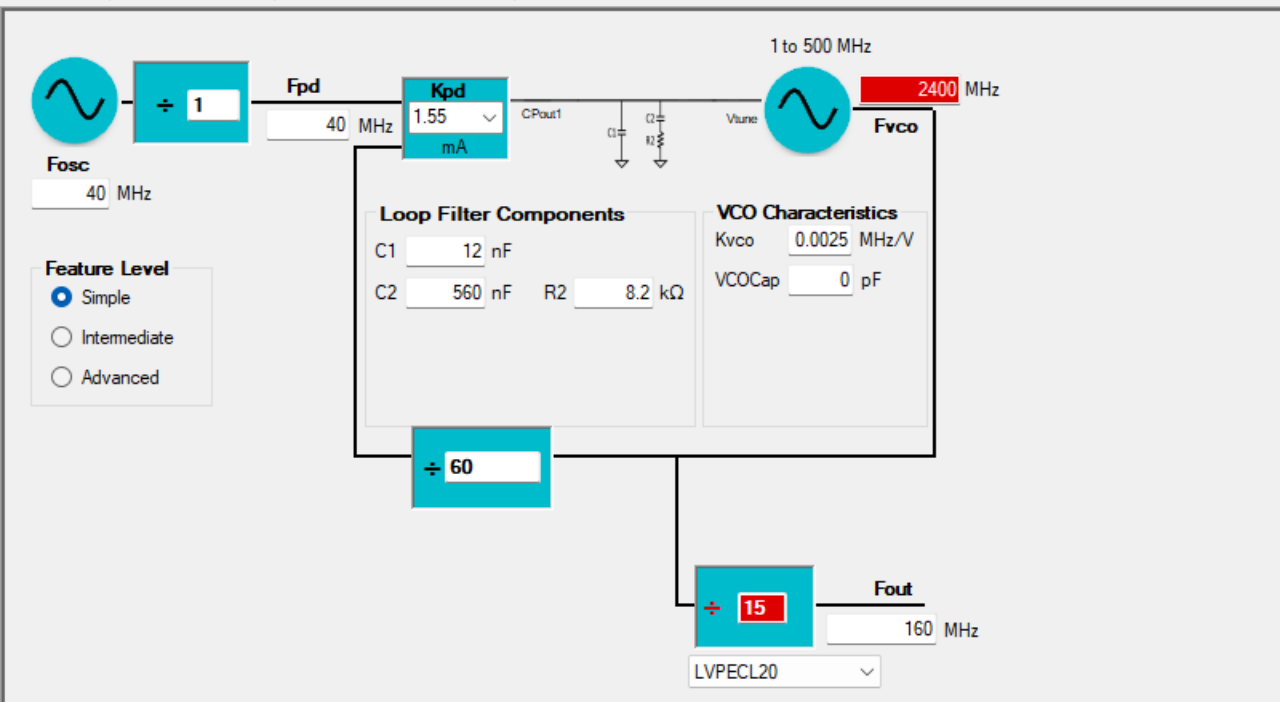 1 to 500 MHz
÷ 1
Fpd
40 MHz
Kpd
1.55
mA
CPout1
C1
C2
R2
Vtune
2400 MHz
Fvco
Fosc
40 MHz
Feature Level
Simple
Intermediate
Advanced
Loop Filter Components
C1 12 nF
C2 560 nF R2 8.2 kΩ
VCO Characteristics
Kvco 0.0025 MHz/V
VCOCap 0 pF
÷ 60
÷ 15
Fout
160 MHz
LVPECL20